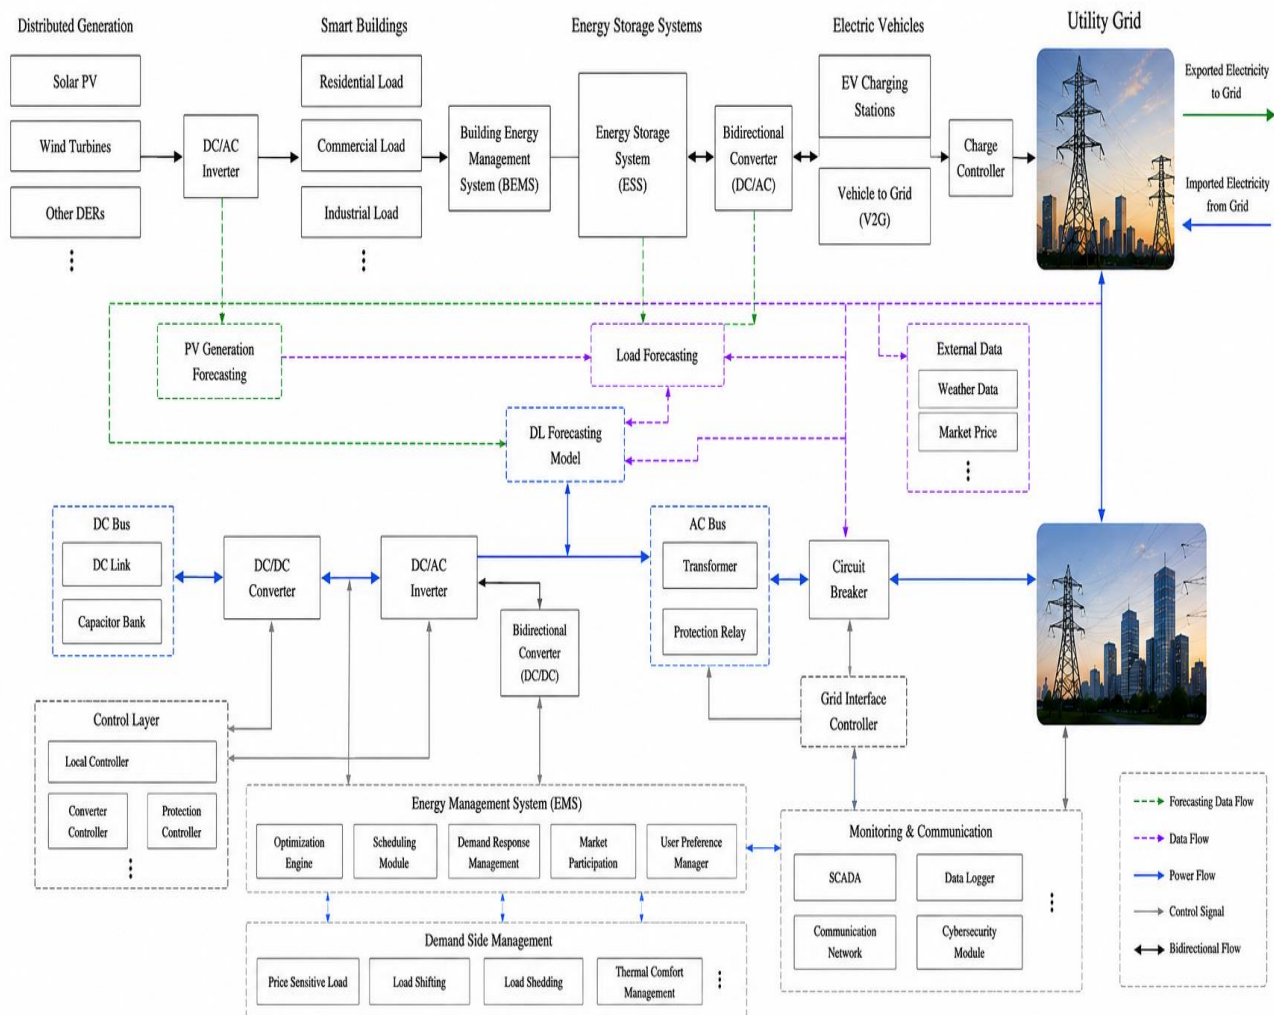 Distributed Generation
Smart Buildings
Energy Storage Systems
Electric Vehicles
Utility Grid
Solar PV
Wind Turbines
Other DERs
DC/AC
Inverter
Residential Load
Commercial Load
Industrial Load
Building Energy
Management
System (BEMS)
Energy Storage
System
(ESS)
Bidirectional
Converter
(DC/AC)
EV Charging
Stations
Vehicle to Grid
(V2G)
Charge
Controller
Exported Electricity
to Grid
Imported Electricity
from Grid
PV Generation
Forecasting
Load Forecasting
External Data
Weather Data
Market Price
DL Forecasting
Model
DC Bus
DC Link
Capacitor Bank
DC/DC
Converter
DC/AC
Inverter
Bidirectional
Converter
(DC/DC)
AC Bus
Transformer
Protection Relay
Circuit
Breaker
Grid Interface
Controller
Control Layer
Local Controller
Converter
Controller
Protection
Controller
Energy Management System (EMS)
Optimization
Engine
Scheduling
Module
Demand Response
Management
Market
Participation
User Preference
Manager
Demand Side Management
Price Sensitive Load
Load Shifting
Load Shedding
Thermal Comfort
Management
Monitoring & Communication
SCADA
Data Logger
Communication
Network
Cybersecurity
Module
Forecasting Data Flow
Data Flow
Power Flow
Control Signal
Bidirectional Flow